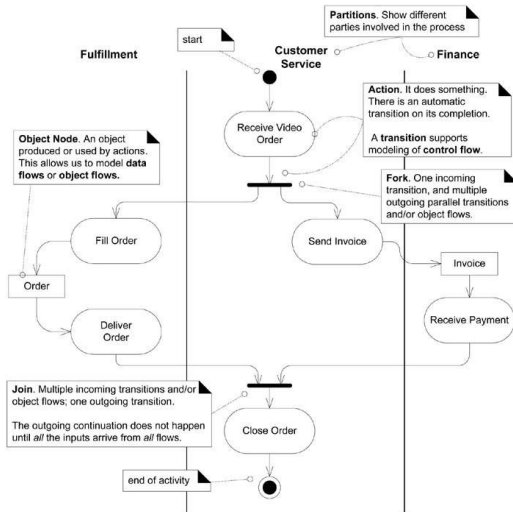 Partitions. Show different
parties involved in the process
start
Fulfillment
Customer
Service
Finance
Action. It does something.
There is an automatic
transition on its completion.
A transition supports
modeling of control flow.
Receive Video
Order
Object Node. An object
produced or used by actions.
This allows us to model data
flows or object flows.
Fork. One incoming
transition, and multiple
outgoing parallel transitions
and/or object flows.
Fill Order
Send Invoice
Invoice
Order
Deliver
Order
Receive Payment
Join. Multiple incoming transitions and/or
object flows; one outgoing transition.
The outgoing continuation does not happen
until all the inputs arrive from all flows.
Close Order
end of activity